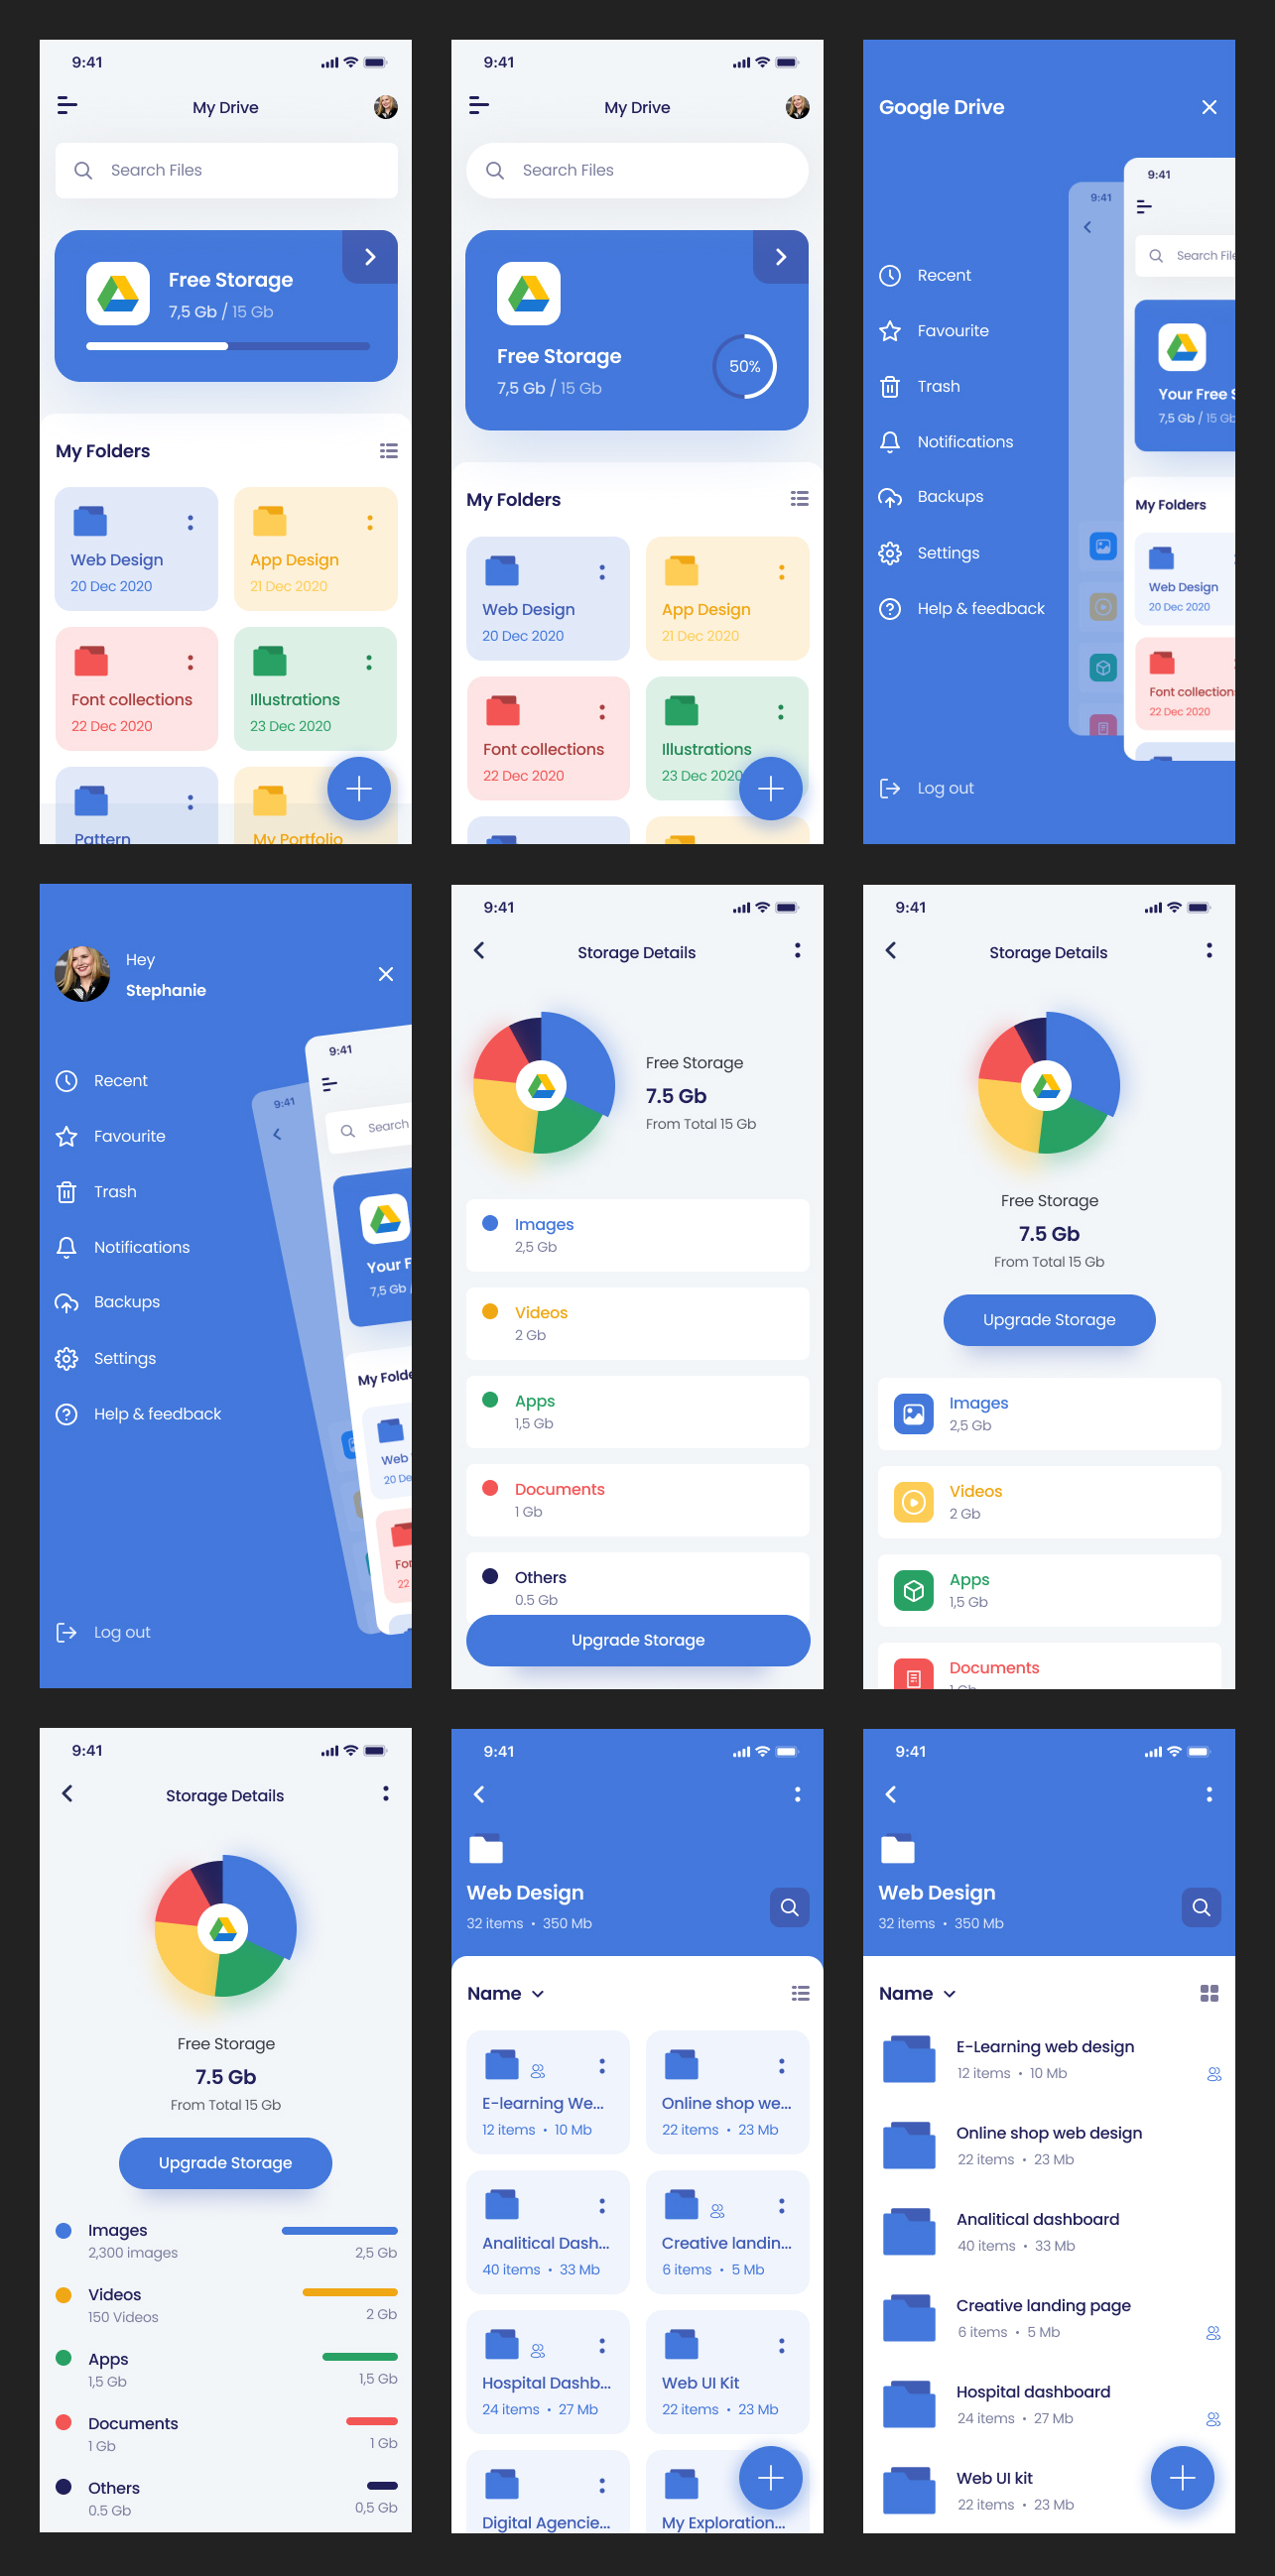 9:41
My Drive
Search Files
Free Storage
7,5 Gb / 15 Gb
My Folders
Web Design
20 Dec 2020
App Design
21 Dec 2020
Font collections
22 Dec 2020
Illustrations
23 Dec 2020
Pattern
My Portfolio
9:41
My Drive
Search Files
Free Storage
7,5 Gb / 15 Gb
50%
My Folders
Web Design
20 Dec 2020
App Design
21 Dec 2020
Font collections
22 Dec 2020
Illustrations
23 Dec 2020
Google Drive
Recent
Favourite
Trash
Notifications
Backups
Settings
Help & feedback
Log out
9:41
9:41
Search File
Your Free S
7,5 Gb / 15 Gb
My Folders
Web Design
20 Dec 2020
Font collections
22 Dec 2020
Hey
Stephanie
Recent
Favourite
Trash
Notifications
Backups
Settings
Help & feedback
Log out
9:41
9:41
Search
Your F
7,5 Gb /
My Folde
Web
20 De
For
22
9:41
Storage Details
Free Storage
7.5 Gb
From Total 15 Gb
Images
2,5 Gb
Videos
2 Gb
Apps
1,5 Gb
Documents
1 Gb
Others
0.5 Gb
Upgrade Storage
9:41
Storage Details
Free Storage
7.5 Gb
From Total 15 Gb
Upgrade Storage
Images
2,5 Gb
Videos
2 Gb
Apps
1,5 Gb
Documents
1 Gb
9:41
Storage Details
Free Storage
7.5 Gb
From Total 15 Gb
Upgrade Storage
Images
2,300 images
2,5 Gb
Videos
150 Videos
2 Gb
Apps
1,5 Gb
1,5 Gb
Documents
1 Gb
1 Gb
Others
0.5 Gb
0,5 Gb
9:41
Web Design
32 items • 350 Mb
Name
E-learning We...
12 items • 10 Mb
Online shop we...
22 items • 23 Mb
Analitical Dash...
40 items • 33 Mb
Creative landin...
6 items • 5 Mb
Hospital Dashb...
24 items • 27 Mb
Web UI Kit
22 items • 23 Mb
Digital Agencie...
My Exploration...
9:41
Web Design
32 items • 350 Mb
Name
E-Learning web design
12 items • 10 Mb
Online shop web design
22 items • 23 Mb
Analitical dashboard
40 items • 33 Mb
Creative landing page
6 items • 5 Mb
Hospital dashboard
24 items • 27 Mb
Web UI kit
22 items • 23 Mb